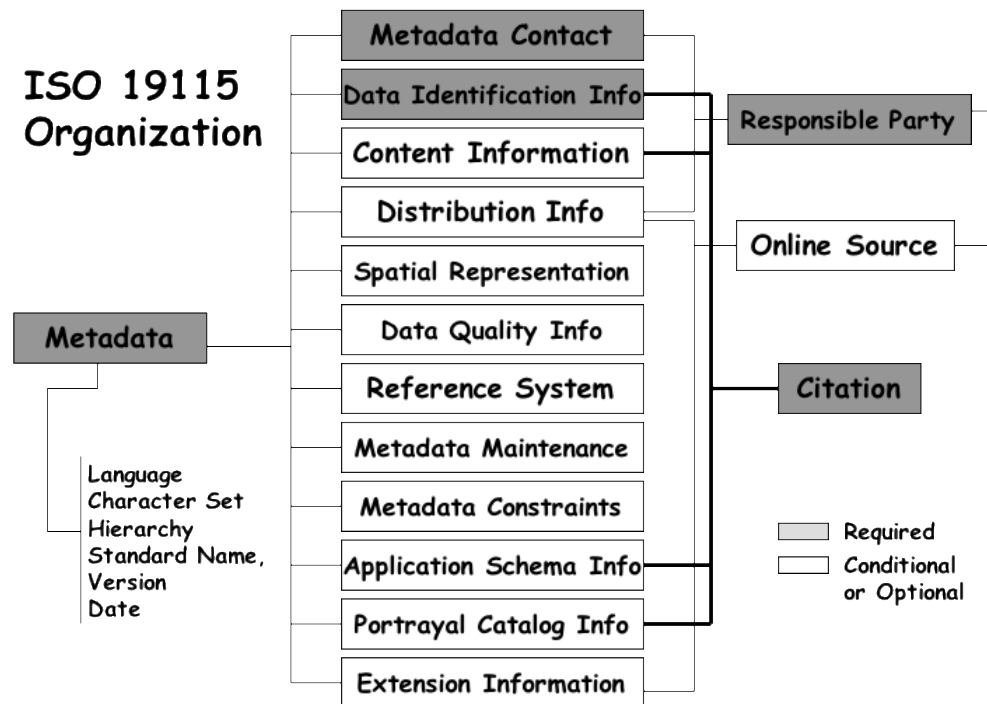 ISO 19115
Organization
Metadata Contact
Data Identification Info
Content Information
Distribution Info
Spatial Representation
Data Quality Info
Reference System
Metadata Maintenance
Metadata Constraints
Application Schema Info
Portrayal Catalog Info
Extension Information
Metadata
Language
Character Set
Hierarchy
Standard Name,
Version
Date
Responsible Party
Online Source
Citation
Required
Conditional
or Optional